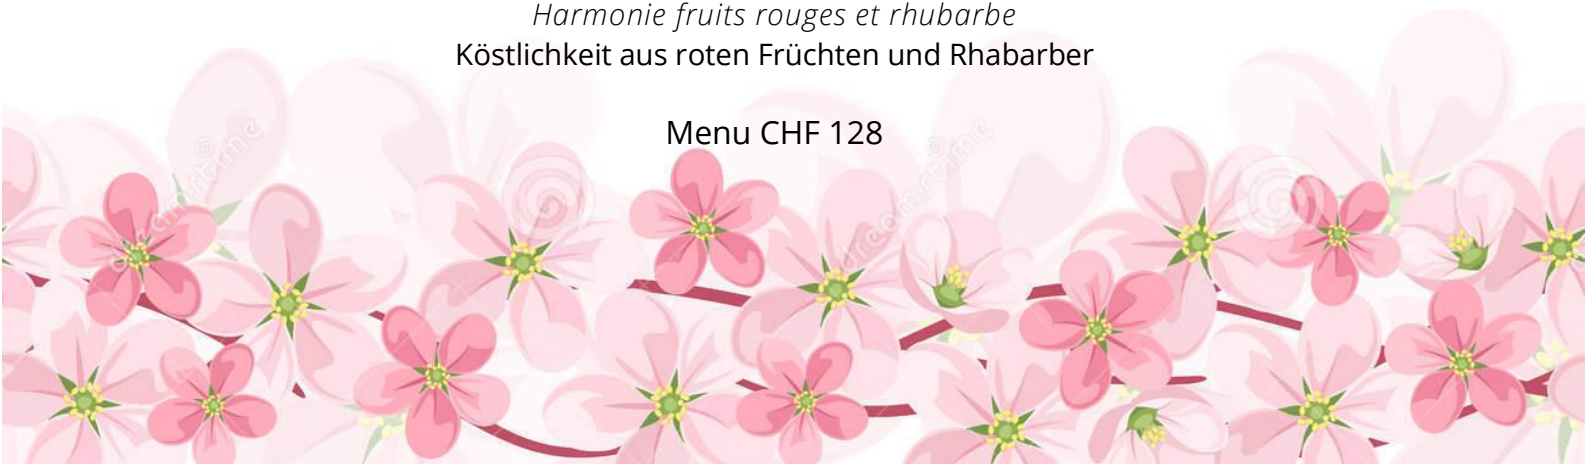 Harmonie fruits rouges et rhubarbe
Köstlichkeit aus roten Früchten und Rhabarber
Menu CHF 128